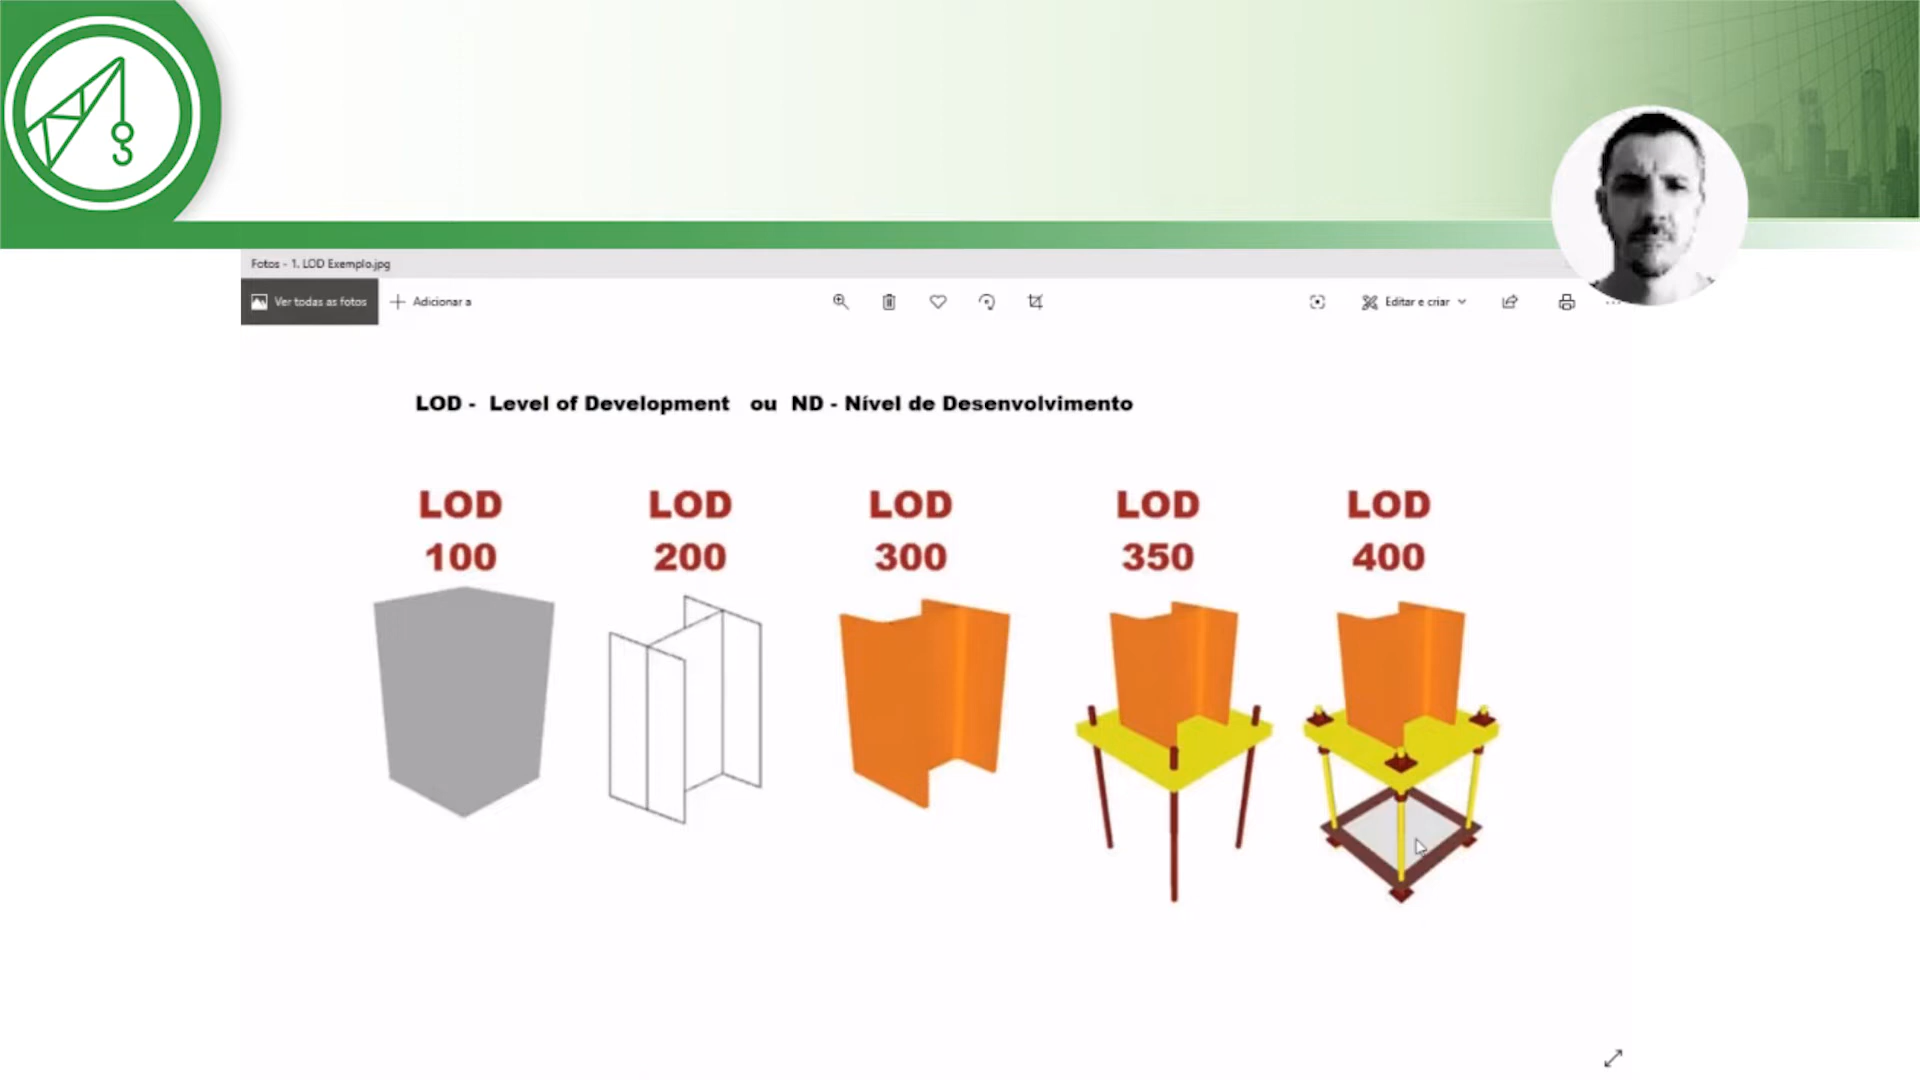 Fotos - 1. LOD Exemplo.jpg
Ver todas as fotos
Adicionar a
Editar e criar
LOD - Level of Development ou ND - Nível de Desenvolvimento
LOD LOD LOD LOD LOD
100 200 300 350 400